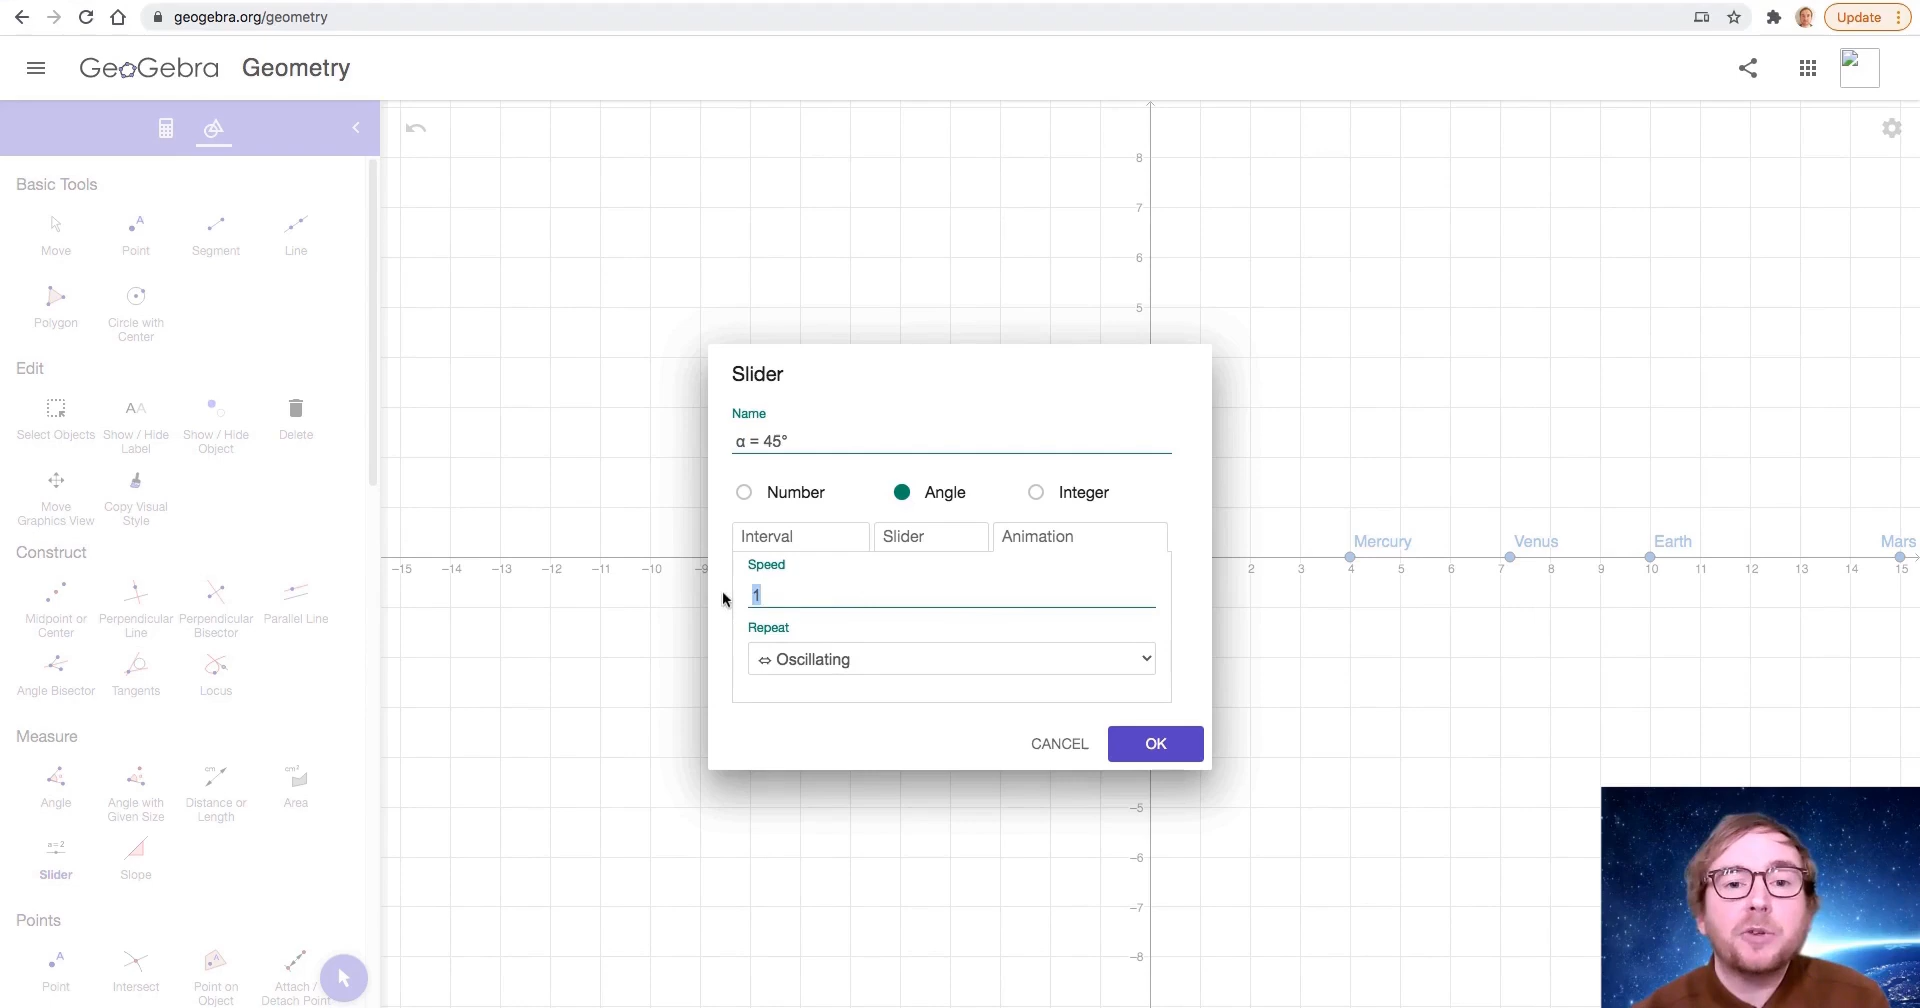 geogebra.org/geometry
Update
GeoGebra Geometry
Basic Tools
Move Point Segment Line
Polygon Circle with Center
Edit
Select Objects Show / Hide Label Show / Hide Object Delete
Move Graphics View Copy Visual Style
Construct
Midpoint or Center Perpendicular Line Perpendicular Bisector Parallel Line
Angle Bisector Tangents Locus
Measure
cm cm²
Angle Angle with Given Size Distance or Length Area
a=2
Slider Slope
Points
A A
Point Intersect Point on Object Attach / Detach Point
8
7
6
5
Slider
Name
α = 45°
Number Angle Integer
Interval Slider Animation
Speed
1
Repeat
⇔ Oscillating
CANCEL OK
Mercury Venus Earth Mars
−15 −14 −13 −12 −11 −10 −9 2 3 4 5 6 7 8 9 10 11 12 13 14 15
−5
−6
−7
−8